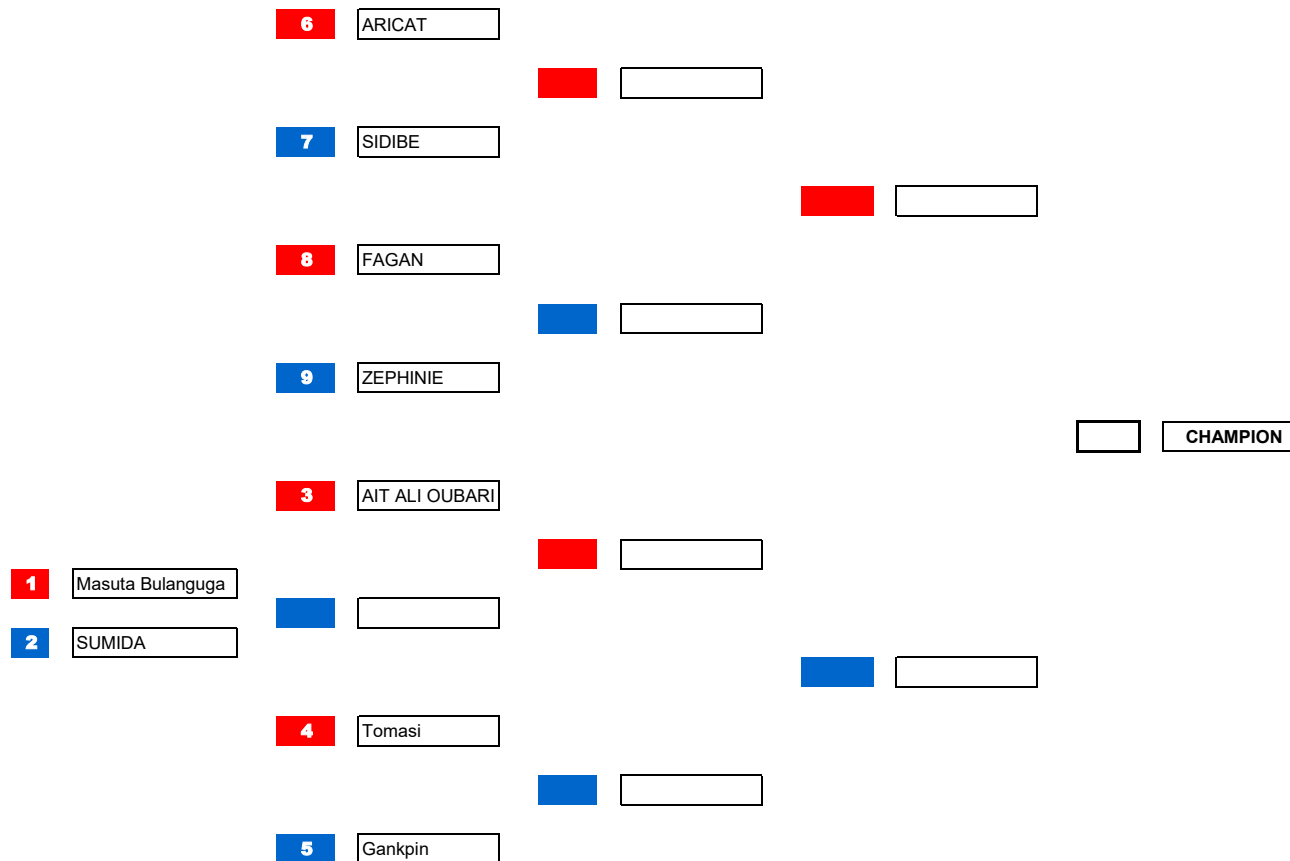 6 ARICAT
7 SIDIBE
8 FAGAN
9 ZEPHINIE
CHAMPION
3 AIT ALI OUBARI
1 Masuta Bulanguga
2 SUMIDA
4 Tomasi
5 Gankpin